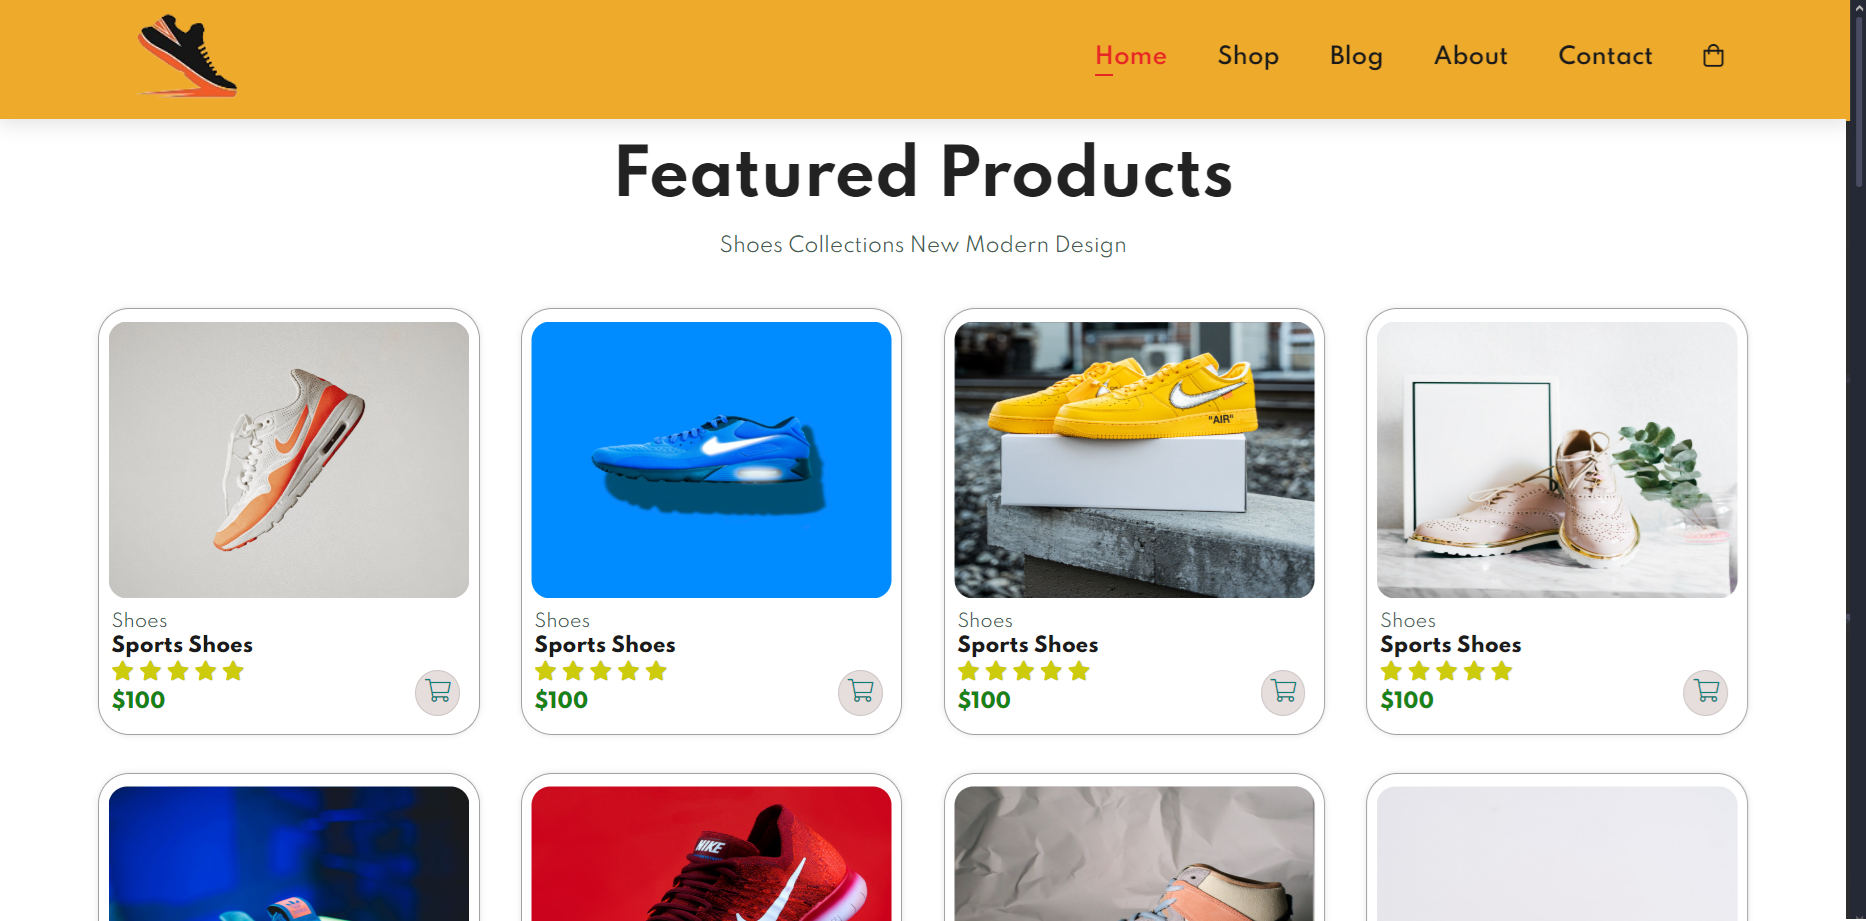 Home Shop Blog About Contact
Featured Products
Shoes Collections New Modern Design
"AIR"
Shoes
Sports Shoes
$100
Shoes
Sports Shoes
$100
Shoes
Sports Shoes
$100
Shoes
Sports Shoes
$100
NIKE